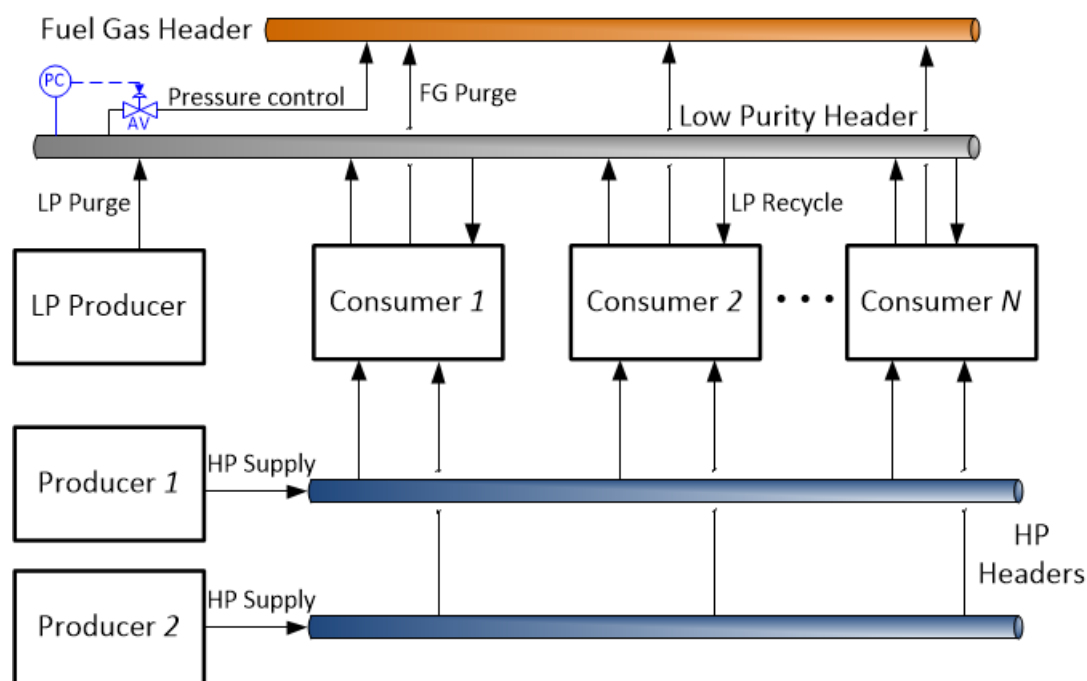 Fuel Gas Header
PC
Pressure control
AV
FG Purge
Low Purity Header
LP Purge
LP Recycle
LP Producer
Consumer 1
Consumer 2
• • •
Consumer N
Producer 1
HP Supply
HP
Headers
Producer 2
HP Supply